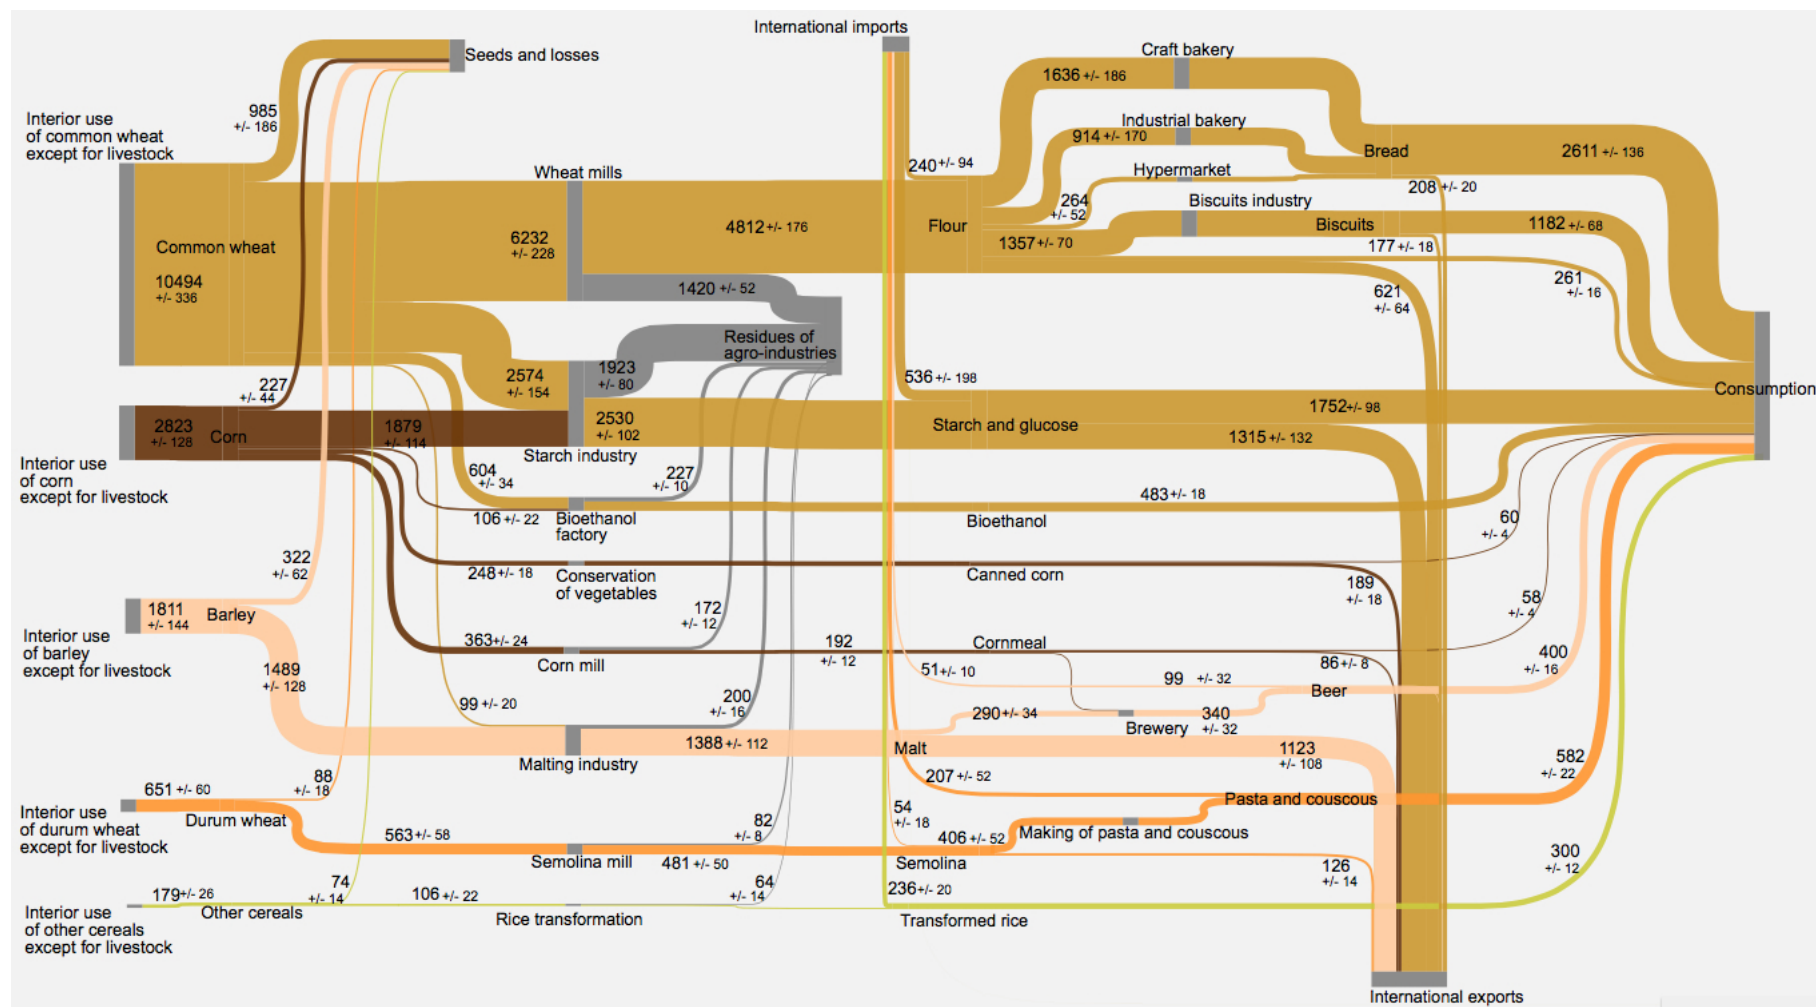 International imports
Craft bakery
Seeds and losses
1636 +/- 186
985
+/- 186
Interior use
of common wheat
except for livestock
Industrial bakery
914 +/- 170
Bread
2611 +/- 136
Wheat mills
240 +/- 94
Hypermarket
208 +/- 20
264
+/- 52
Biscuits industry
Common wheat
6232
+/- 228
4812 +/- 176
Flour
1357 +/- 70
Biscuits
1182 +/- 68
177 +/- 18
10494
+/- 336
1420 +/- 52
261
+/- 16
621
+/- 64
Residues of
agro-industries
2574
+/- 154
1923
+/- 80
536 +/- 198
227
+/- 44
Consumption
2823
+/- 128
Corn
1879
+/- 114
2530
+/- 102
Starch and glucose
1752 +/- 98
1315 +/- 132
Starch industry
Interior use
of corn
except for livestock
604
+/- 34
227
+/- 10
483 +/- 18
106 +/- 22
Bioethanol
factory
Bioethanol
60
+/- 4
322
+/- 62
248 +/- 18
Conservation
of vegetables
Canned corn
189
+/- 18
1811
+/- 144
Barley
172
+/- 12
58
+/- 4
Interior use
of barley
except for livestock
363 +/- 24
Corn mill
192
+/- 12
Cornmeal
86 +/- 8
400
+/- 16
1489
+/- 128
51 +/- 10
99 +/- 32
Beer
99 +/- 20
200
+/- 16
290 +/- 34
Brewery
340
+/- 32
1388 +/- 112
Malt
1123
+/- 108
Malting industry
88
+/- 18
207 +/- 52
582
+/- 22
651 +/- 60
Pasta and couscous
Interior use
of durum wheat
except for livestock
Durum wheat
563 +/- 58
82
+/- 8
54
+/- 18
406 +/- 52
Making of pasta and couscous
Semolina mill
481 +/- 50
Semolina
126
+/- 14
300
+/- 12
74
+/- 14
64
+/- 14
179 +/- 26
106 +/- 22
236 +/- 20
Interior use
of other cereals
except for livestock
Other cereals
Rice transformation
Transformed rice
International exports